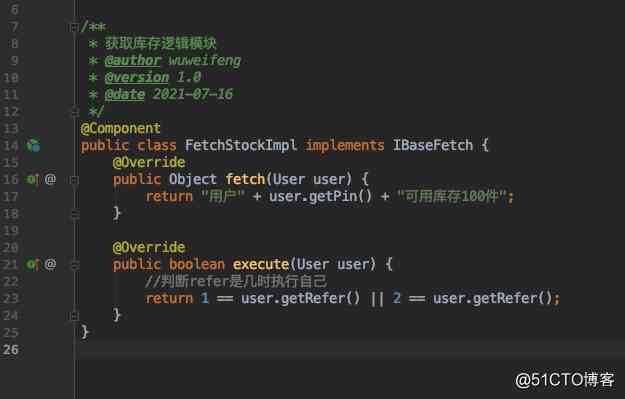 6
7 /**
8 * 获取库存逻辑模块
9 * @author wuweifeng
10 * @version 1.0
11 * @date 2021-07-16
12 */
13 @Component
14 public class FetchStockImpl implements IBaseFetch {
15 @Override
16 @ public Object fetch(User user) {
17 return "用户" + user.getPin() + "可用库存100件";
18 }
19
20 @Override
21 @ public boolean execute(User user) {
22 //判断refer是几时执行自己
23 return 1 == user.getRefer() || 2 == user.getRefer();
24 }
25 }
26
@51CTO博客